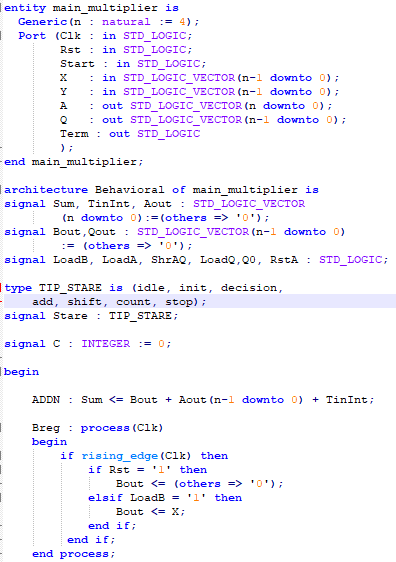 entity main_multiplier is
Generic(n : natural := 4);
Port (Clk : in STD_LOGIC;
Rst : in STD_LOGIC;
Start : in STD_LOGIC;
X : in STD_LOGIC_VECTOR(n-1 downto 0);
Y : in STD_LOGIC_VECTOR(n-1 downto 0);
A : out STD_LOGIC_VECTOR(n downto 0);
Q : out STD_LOGIC_VECTOR(n-1 downto 0);
Term : out STD_LOGIC
);
end main_multiplier;
architecture Behavioral of main_multiplier is
signal Sum, TinInt, Aout : STD_LOGIC_VECTOR
(n downto 0):=(others => '0');
signal Bout,Qout : STD_LOGIC_VECTOR(n-1 downto 0)
:= (others => '0');
signal LoadB, LoadA, ShrAQ, LoadQ,Q0, RstA : STD_LOGIC;
type TIP_STARE is (idle, init, decision,
add, shift, count, stop);
signal Stare : TIP_STARE;
signal C : INTEGER := 0;
begin
ADDN : Sum <= Bout + Aout(n-1 downto 0) + TinInt;
Breg : process(Clk)
begin
if rising_edge(Clk) then
if Rst = '1' then
Bout <= (others => '0');
elsif LoadB = '1' then
Bout <= X;
end if;
end if;
end process;